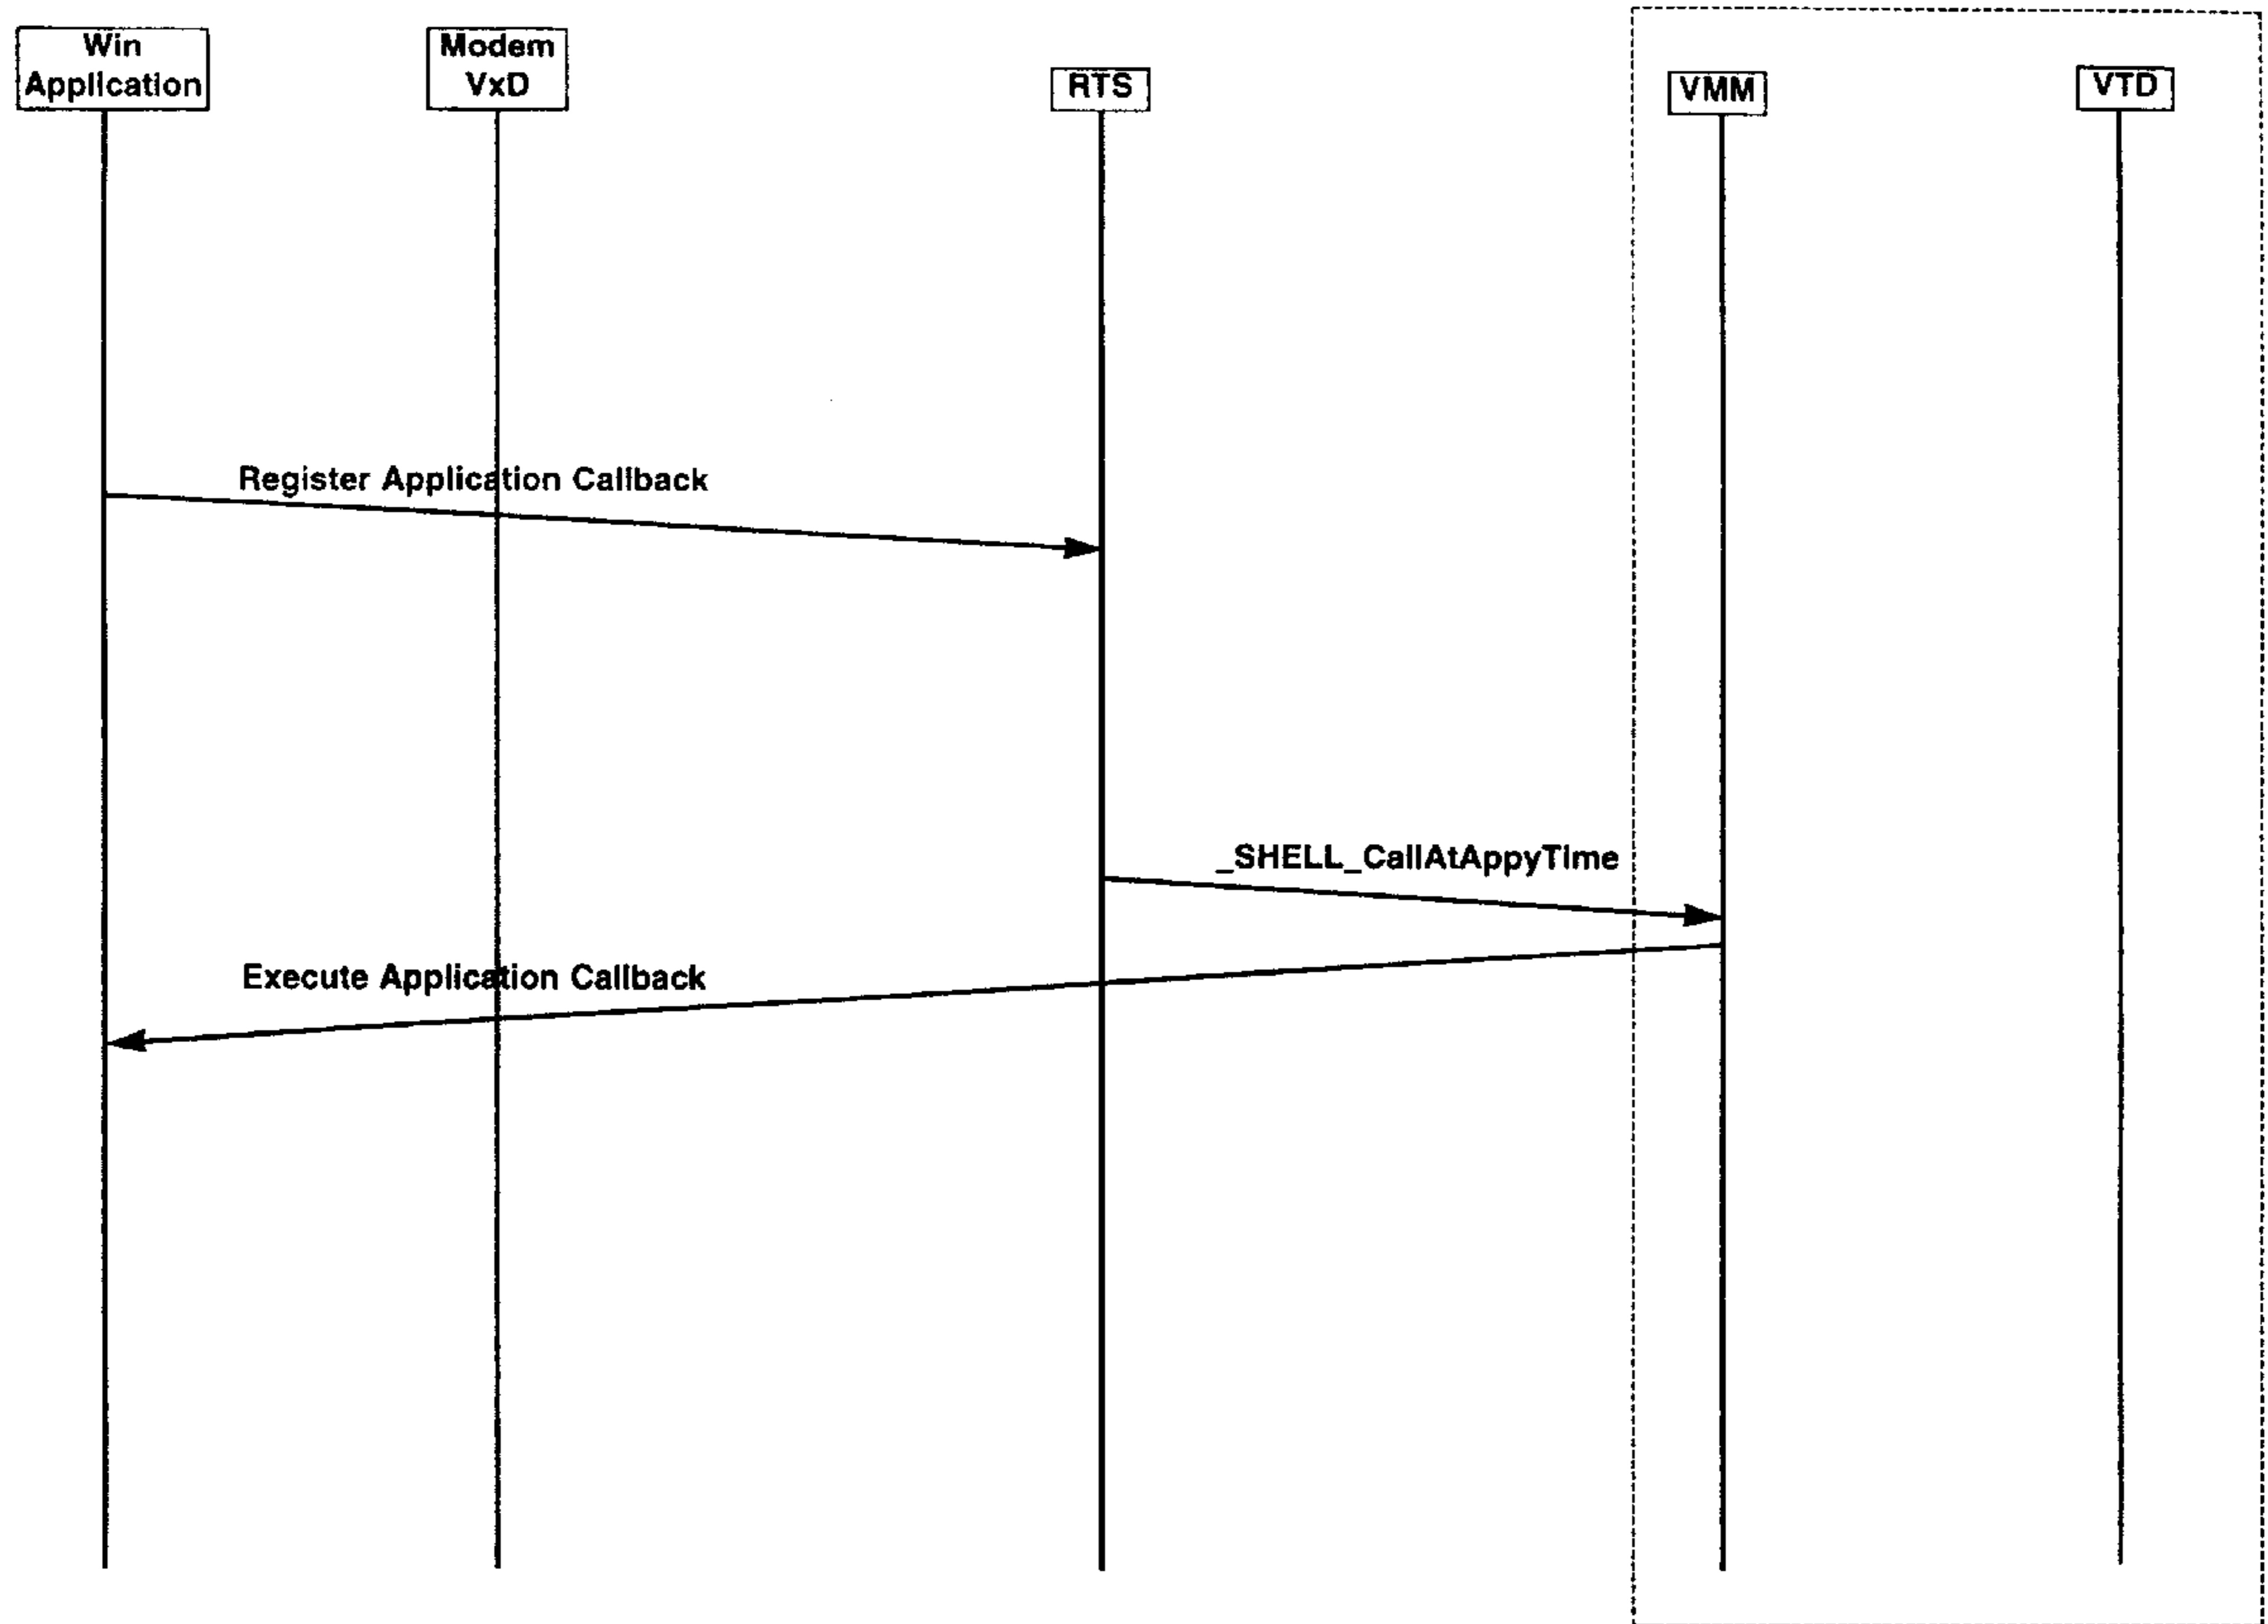 Win
Application
Modem
VxD
RTS
VMM
VTD
Register Application Callback
_SHELL_CallAtAppyTime
Execute Application Callback